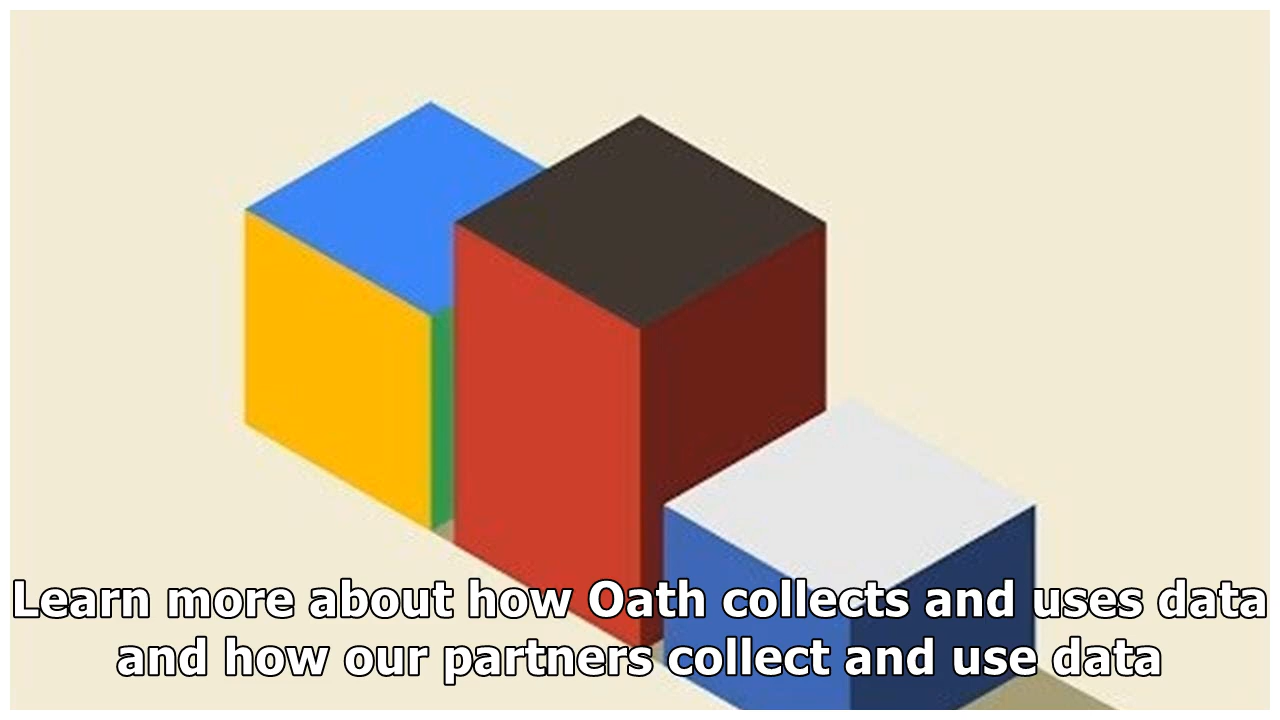 Learn more about how Oath collects and uses data
and how our partners collect and use data